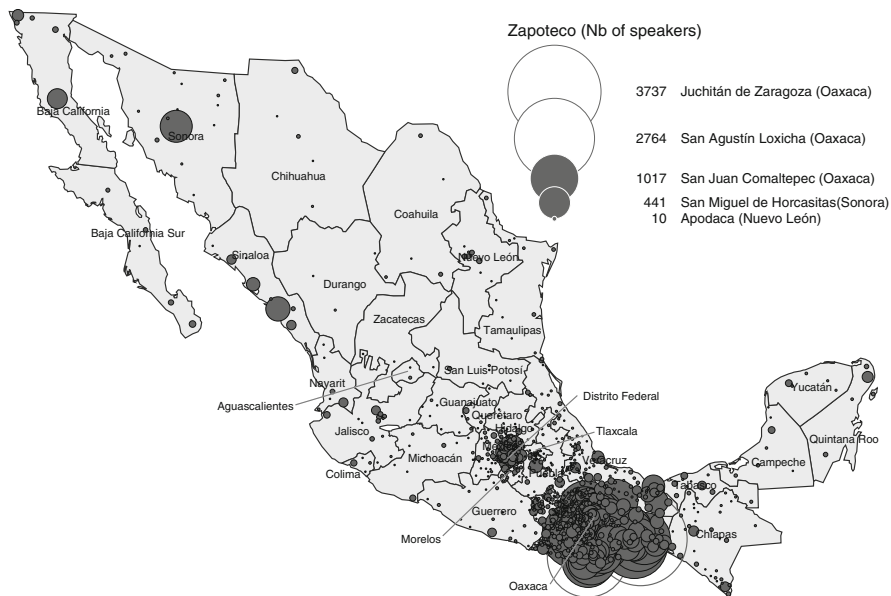 Zapoteco (Nb of speakers)
3737 Juchitán de Zaragoza (Oaxaca)
2764 San Agustín Loxicha (Oaxaca)
1017 San Juan Comaltepec (Oaxaca)
441 San Miguel de Horcasitas(Sonora)
10 Apodaca (Nuevo León)
Baja California
Sonora
Chihuahua
Coahuila
Baja California Sur
Sinaloa
Nuevo León
Durango
Zacatecas
Tamaulipas
San Luis Potosí
Nayarit
Aguascalientes
Guanajuato
Distrito Federal
Yucatán
Querétaro
Hidalgo
Tlaxcala
Jalisco
Quintana Roo
Michoacán
Veracruz
Campeche
Colima
Puebla
Tabasco
Guerrero
Chiapas
Morelos
Oaxaca